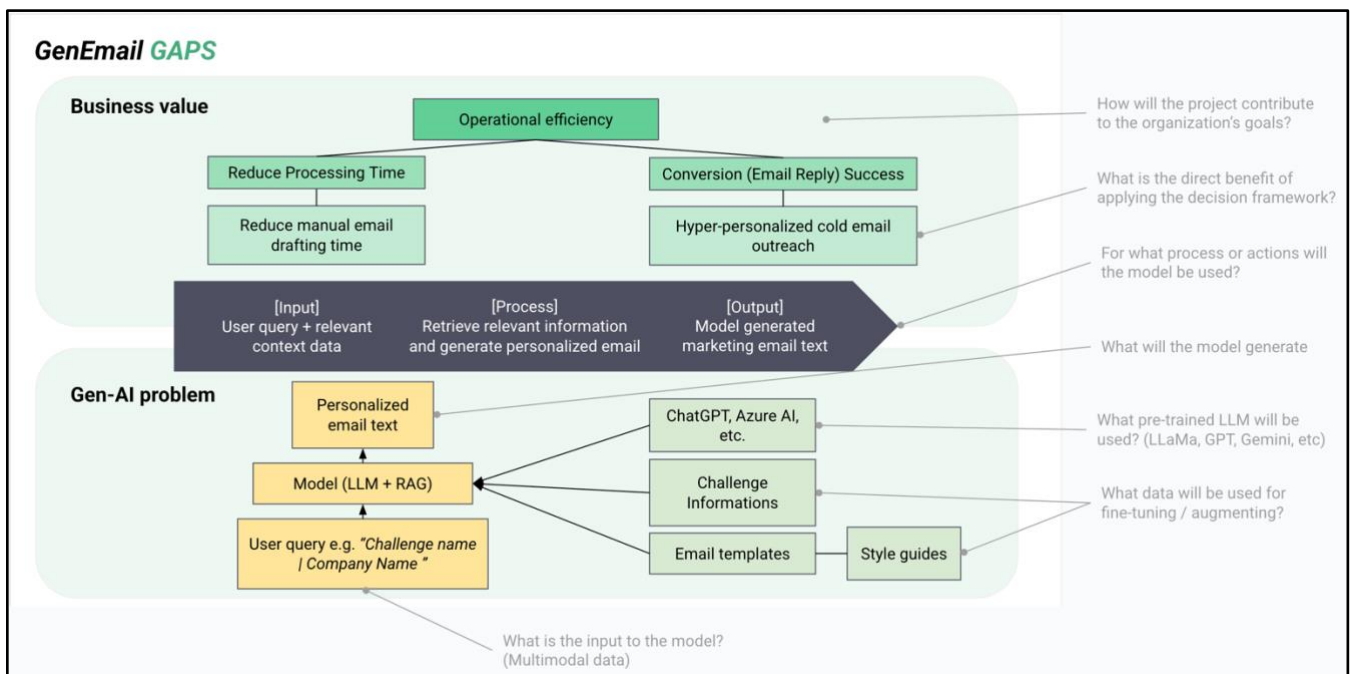 GenEmail GAPS
Business value
Operational efficiency
Reduce Processing Time
Conversion (Email Reply) Success
Reduce manual email
drafting time
Hyper-personalized cold email
outreach
[Input]
User query + relevant
context data
[Process]
Retrieve relevant information
and generate personalized email
[Output]
Model generated
marketing email text
Gen-AI problem
Personalized
email text
Model (LLM + RAG)
User query e.g. “Challenge name
| Company Name ”
ChatGPT, Azure AI,
etc.
Challenge
Informations
Email templates
Style guides
How will the project contribute
to the organization’s goals?
What is the direct benefit of
applying the decision framework?
For what process or actions will
the model be used?
What will the model generate
What pre-trained LLM will be
used? (LLaMa, GPT, Gemini, etc)
What data will be used for
fine-tuning / augmenting?
What is the input to the model?
(Multimodal data)